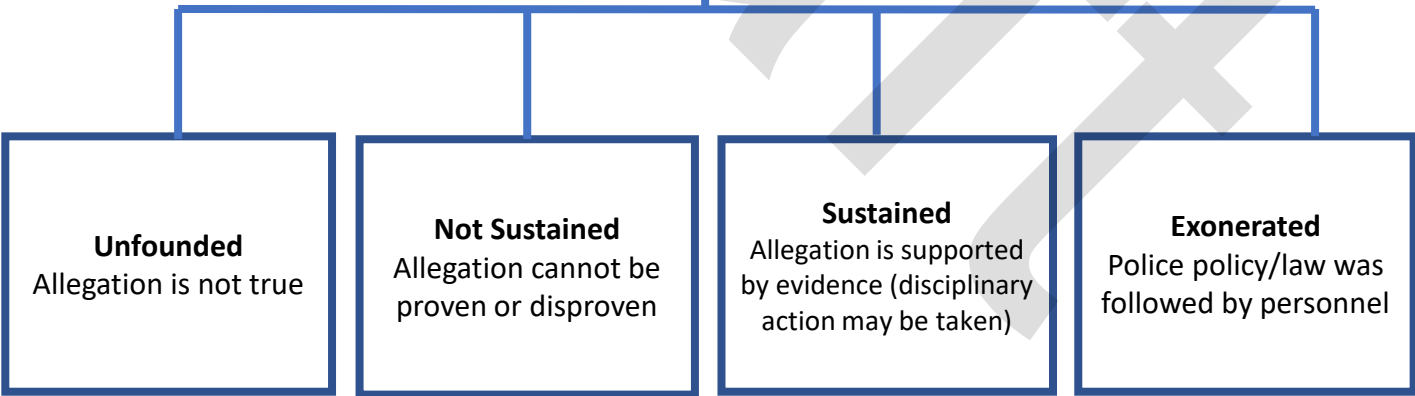 Unfounded
Allegation is not true
Not Sustained
Allegation cannot be
proven or disproven
Sustained
Allegation is supported
by evidence (disciplinary
action may be taken)
Exonerated
Police policy/law was
followed by personnel